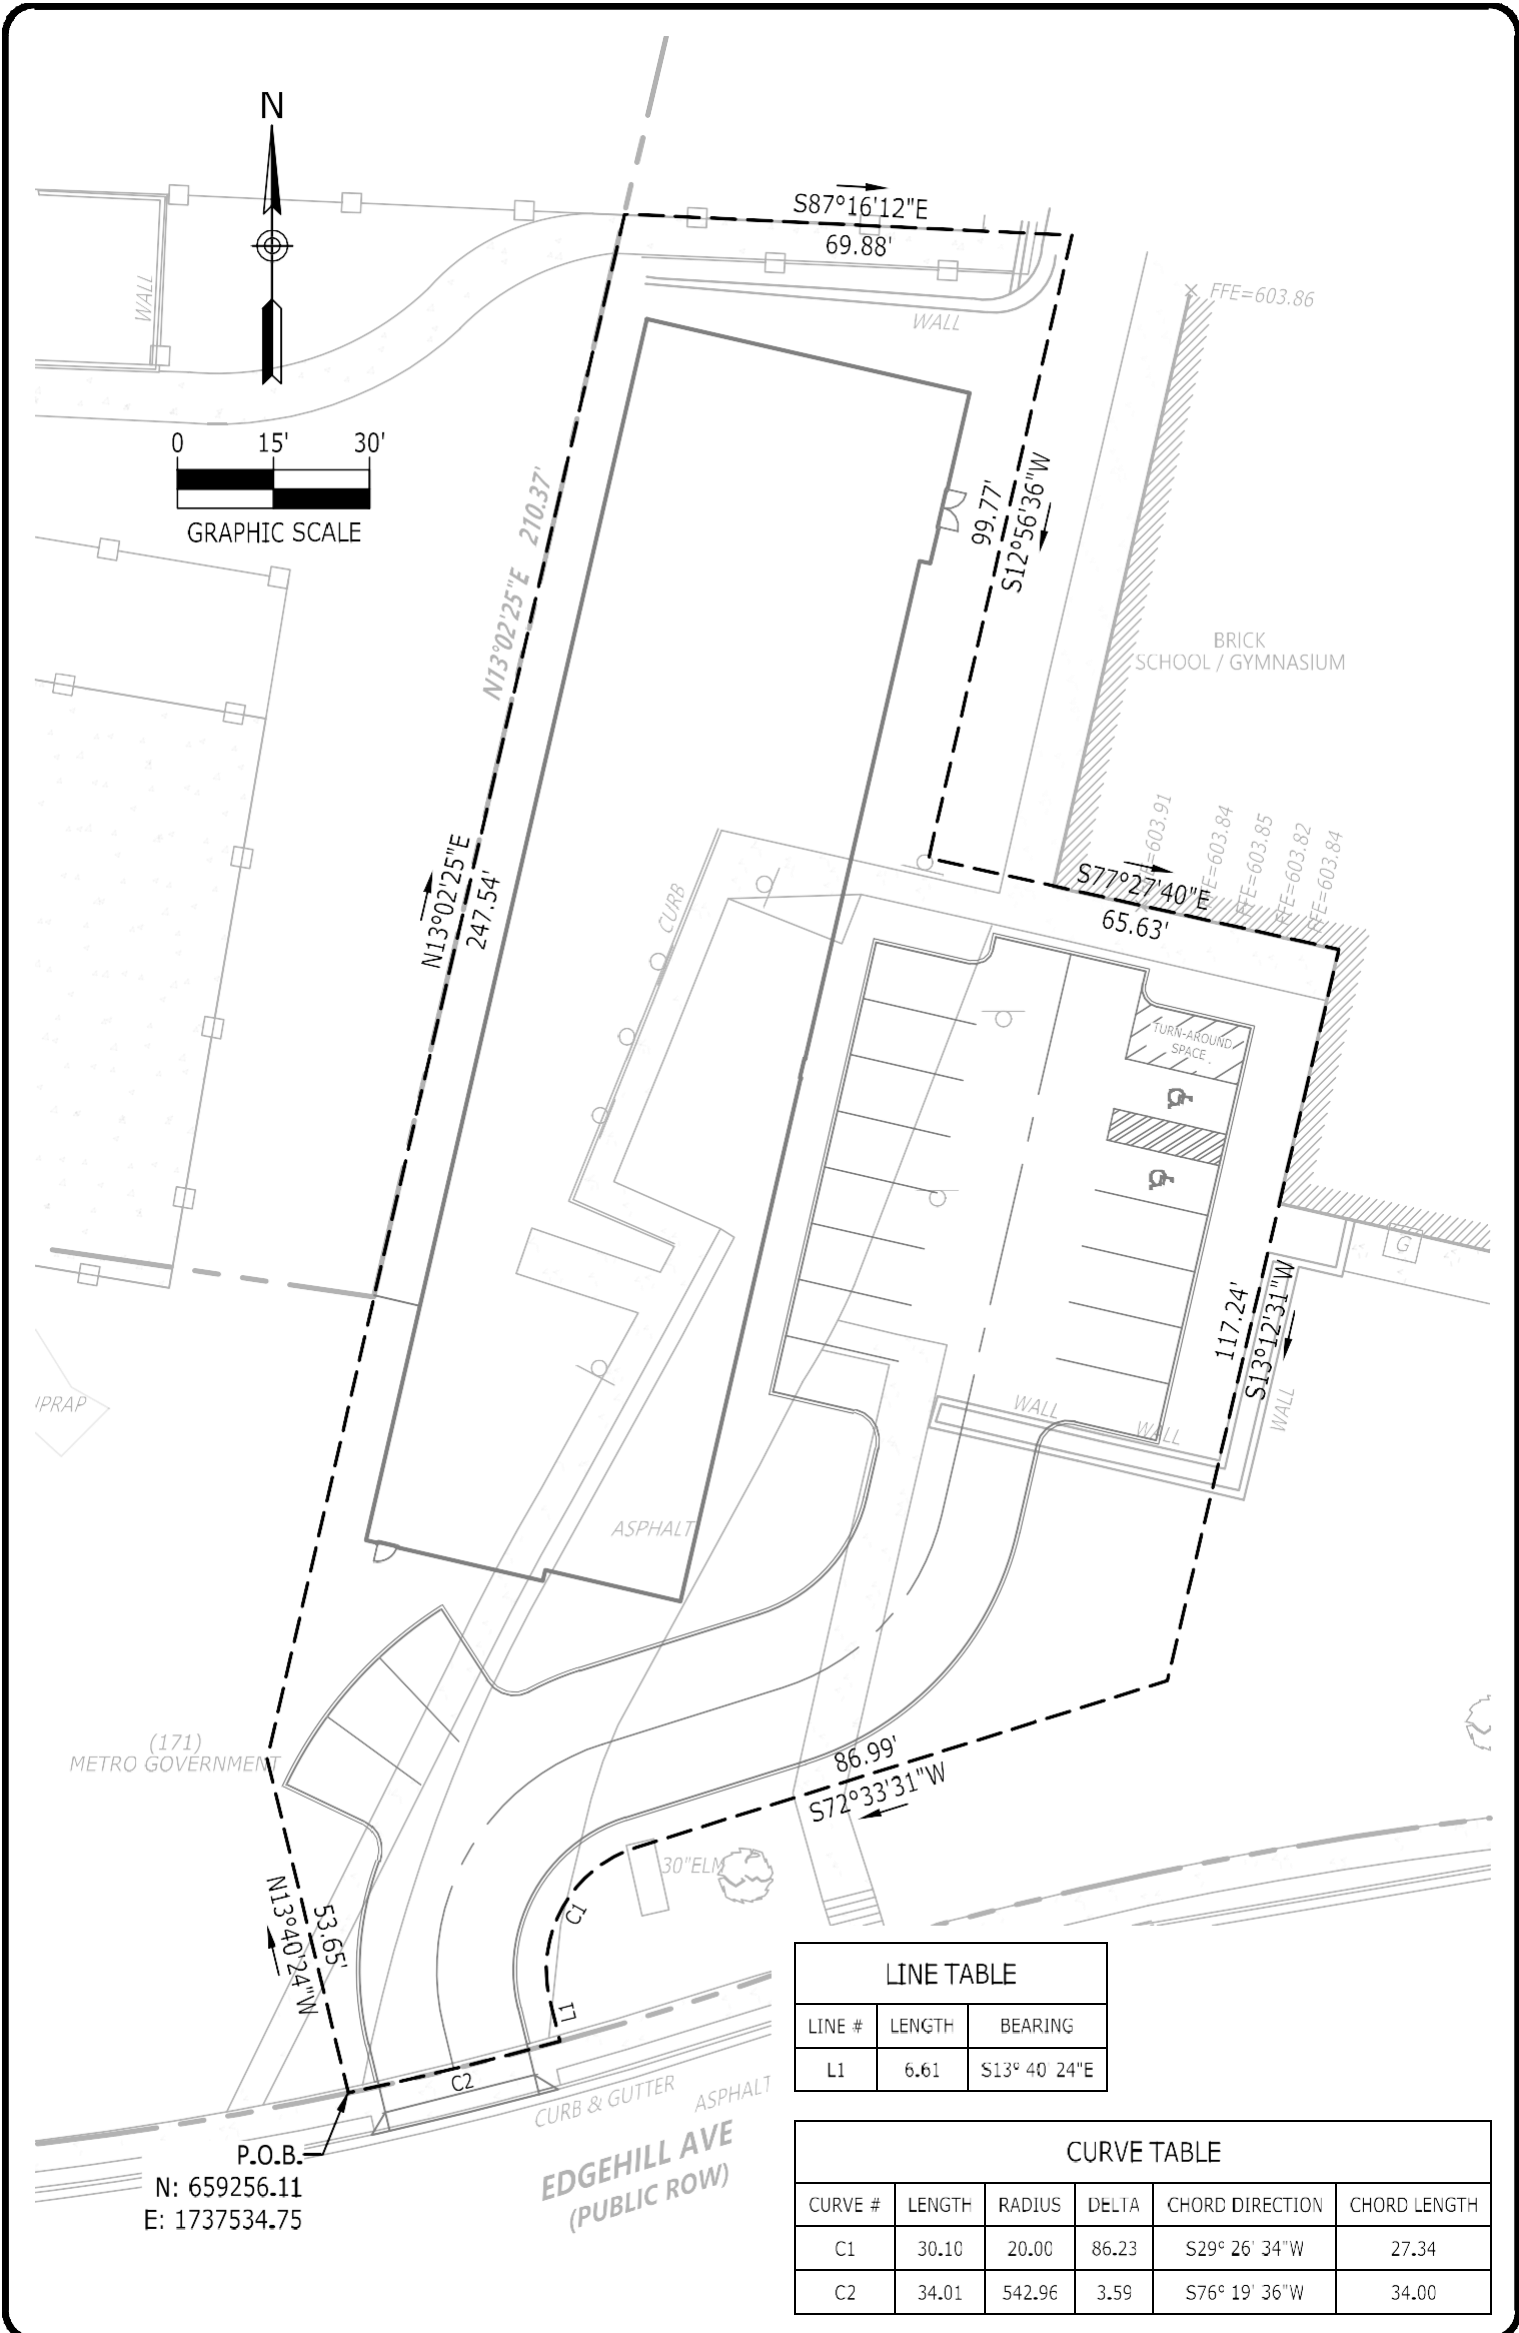 N
0 15' 30'
GRAPHIC SCALE
S87°16'12"E
69.88'
WALL
WALL
FFE=603.86
N13°02'25"E 210.37'
99.77'
S12°56'36"W
BRICK
SCHOOL / GYMNASIUM
=603.91
E=603.84
FFE=603.85
FFE=603.82
FFE=603.84
S77°27'40"E
65.63'
CURB
N13°02'25"E
247.54'
TURN-AROUND
SPACE
G
117.24'
S13°12'31"W
WALL
WALL
WALL
IPRAP
ASPHALT
(171)
METRO GOVERNMENT
86.99'
S72°33'31"W
30"ELM
C1
L1
53.65'
N13°40'24"W
C2
CURB & GUTTER
ASPHALT
EDGEHILL AVE
(PUBLIC ROW)
P.O.B.
N: 659256.11
E: 1737534.75
LINE TABLE
LINE # LENGTH BEARING
L1 6.61 S13° 40' 24"E
CURVE TABLE
CURVE # LENGTH RADIUS DELTA CHORD DIRECTION CHORD LENGTH
C1 30.10 20.00 86.23 S29° 26' 34"W 27.34
C2 34.01 542.96 3.59 S76° 19' 36"W 34.00